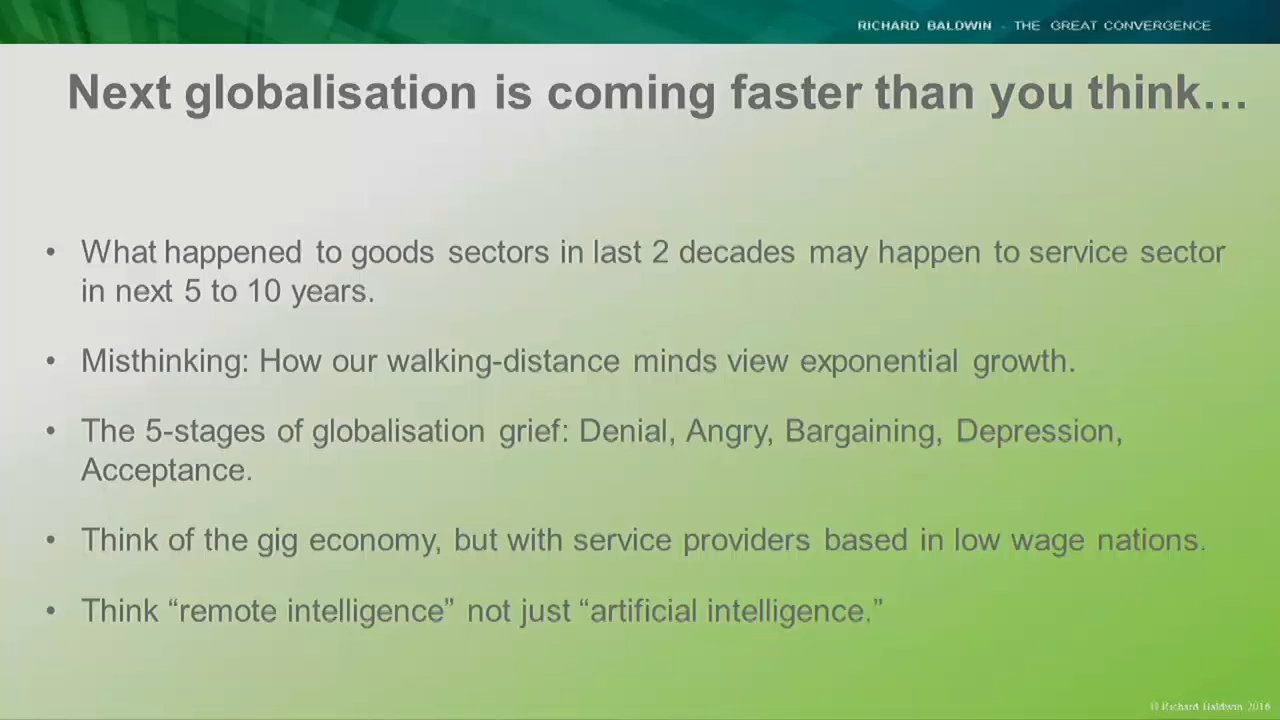 RICHARD BALDWIN - THE GREAT CONVERGENCE
Next globalisation is coming faster than you think…
• What happened to goods sectors in last 2 decades may happen to service sector
in next 5 to 10 years.
• Misthinking: How our walking-distance minds view exponential growth.
• The 5-stages of globalisation grief: Denial, Angry, Bargaining, Depression,
Acceptance.
• Think of the gig economy, but with service providers based in low wage nations.
• Think “remote intelligence” not just “artificial intelligence.”
© Richard Baldwin 2016